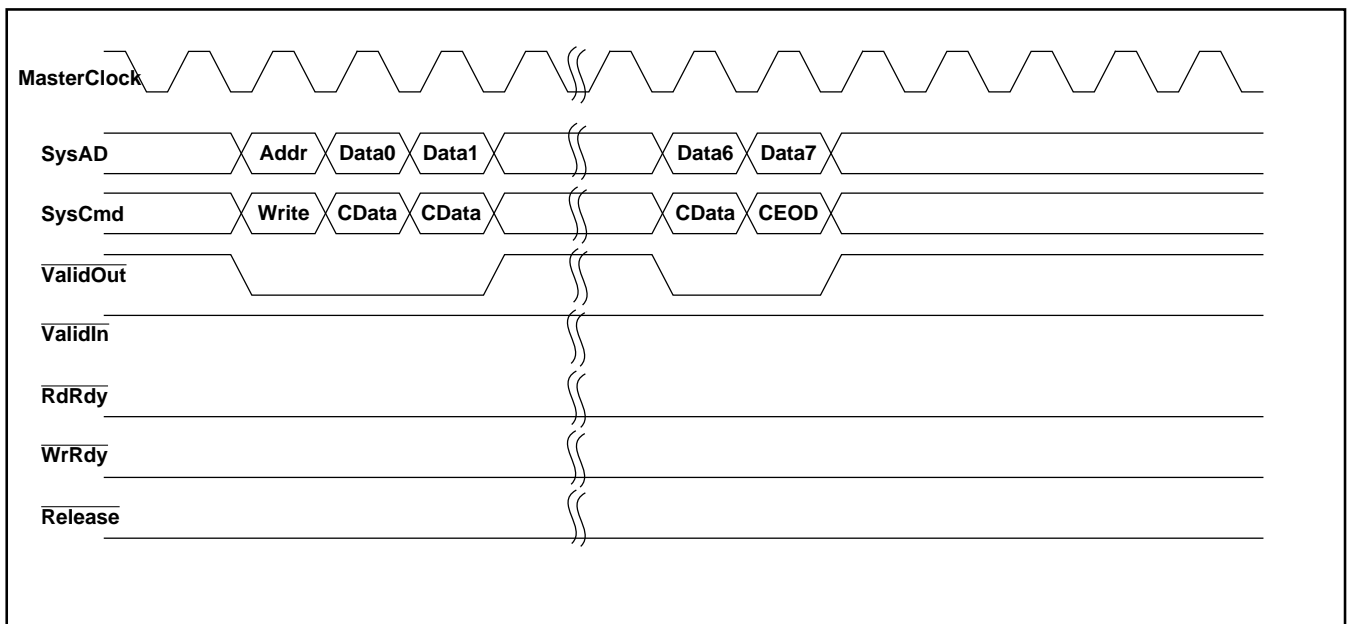 MasterClock
SysAD Addr Data0 Data1 Data6 Data7
SysCmd Write CData CData CData CEOD
ValidOut
ValidIn
RdRdy
WrRdy
Release